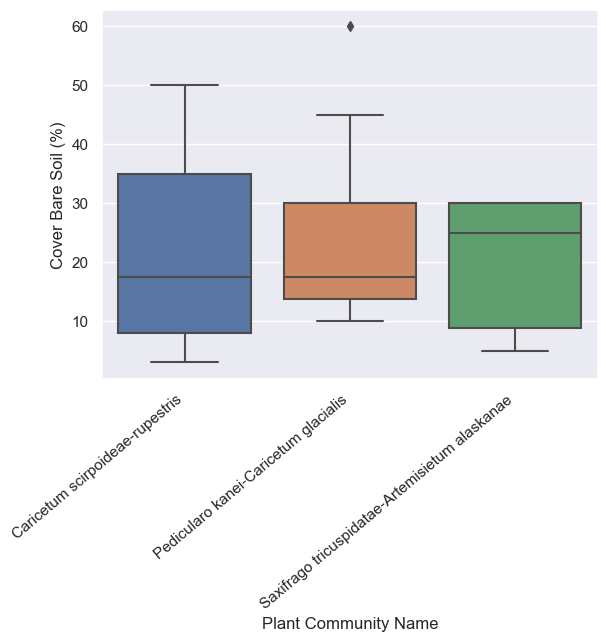 60
50
40
30
20
10
Cover Bare Soil (%)
Caricetum scirpoideae-rupestris
Pedicularo kanei-Caricetum glacialis
Saxifrago tricuspidatae-Artemisietum alaskanae
Plant Community Name